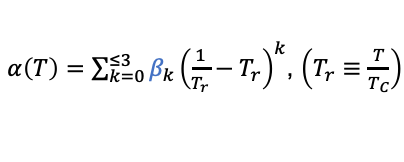 α(T) = ∑_{k=0}^{≤3} β_k (1/T_r − T_r)^k, (T_r ≡ T/T_C)